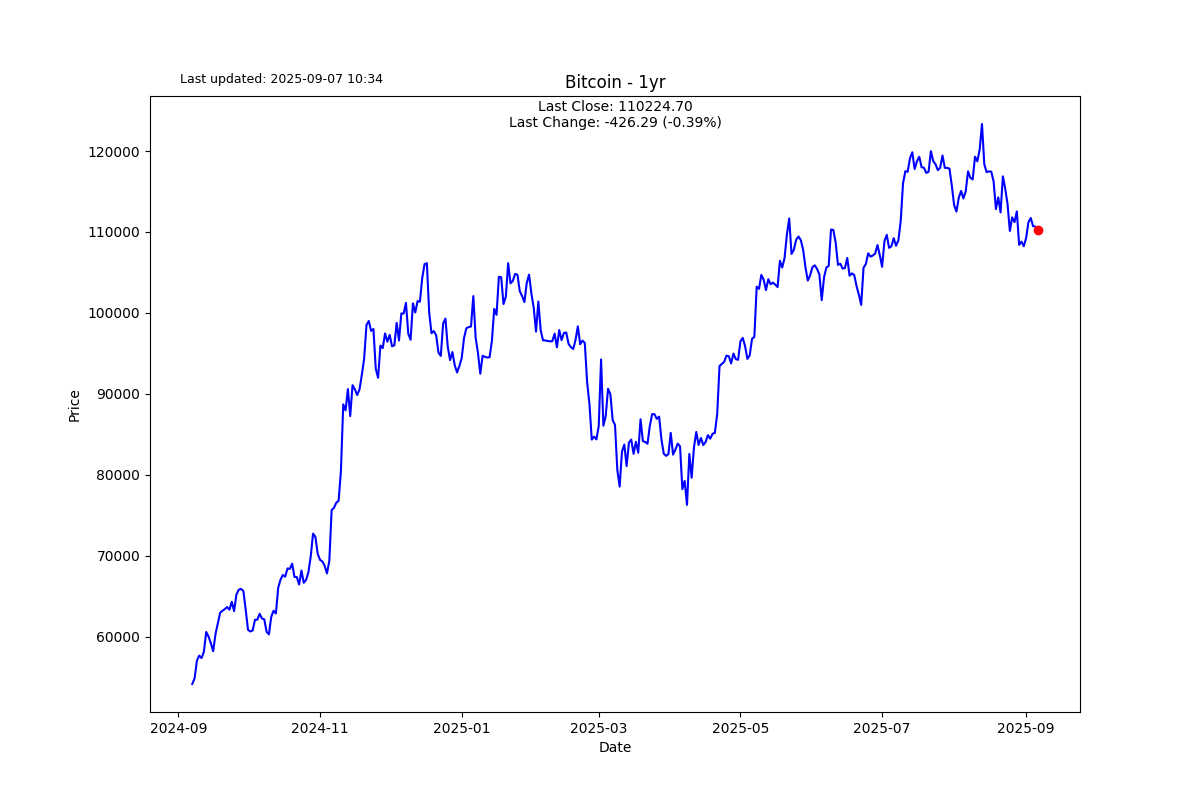 Last updated: 2025-09-07 10:34
Bitcoin - 1yr
Last Close: 110224.70
Last Change: -426.29 (-0.39%)
Price
120000
110000
100000
90000
80000
70000
60000
2024-09
2024-11
2025-01
2025-03
2025-05
2025-07
2025-09
Date